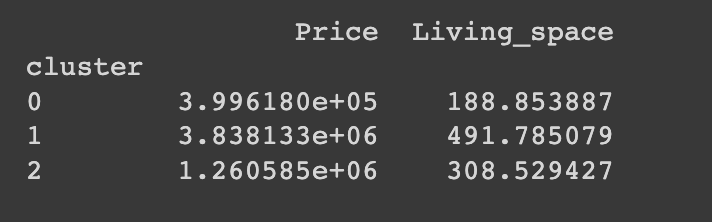 Price Living_space
cluster
0 3.996180e+05 188.853887
1 3.838133e+06 491.785079
2 1.260585e+06 308.529427